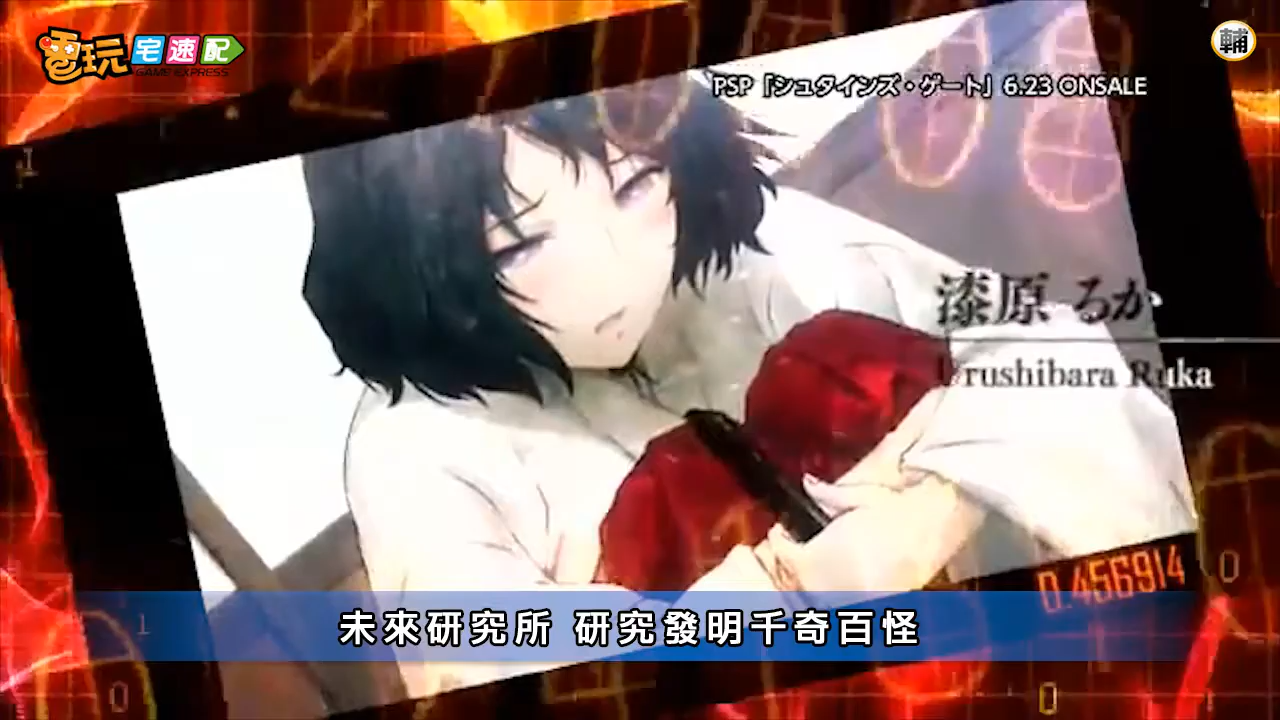 電玩宅速配
GAME EXPRESS
輔
PSP「シュタインズ・ゲート」6.23 ONSALE
漆原 るか
Urushibara Ruka
0.456914
未來研究所 研究發明千奇百怪